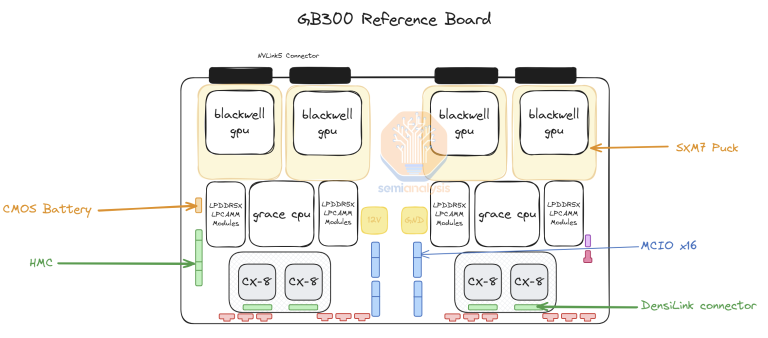 GB300 Reference Board
NVLink5 Connector
blackwell
gpu
blackwell
gpu
blackwell
gpu
blackwell
gpu
SXM7 Puck
semianalysis
CMOS Battery
LPDDR5X
LPCAMM
Modules
grace cpu
LPDDR5X
LPCAMM
Modules
12V
GND
LPDDR5X
LPCAMM
Modules
grace cpu
LPDDR5X
LPCAMM
Modules
MCIO x16
HMC
CX-8
CX-8
CX-8
CX-8
DensiLink connector